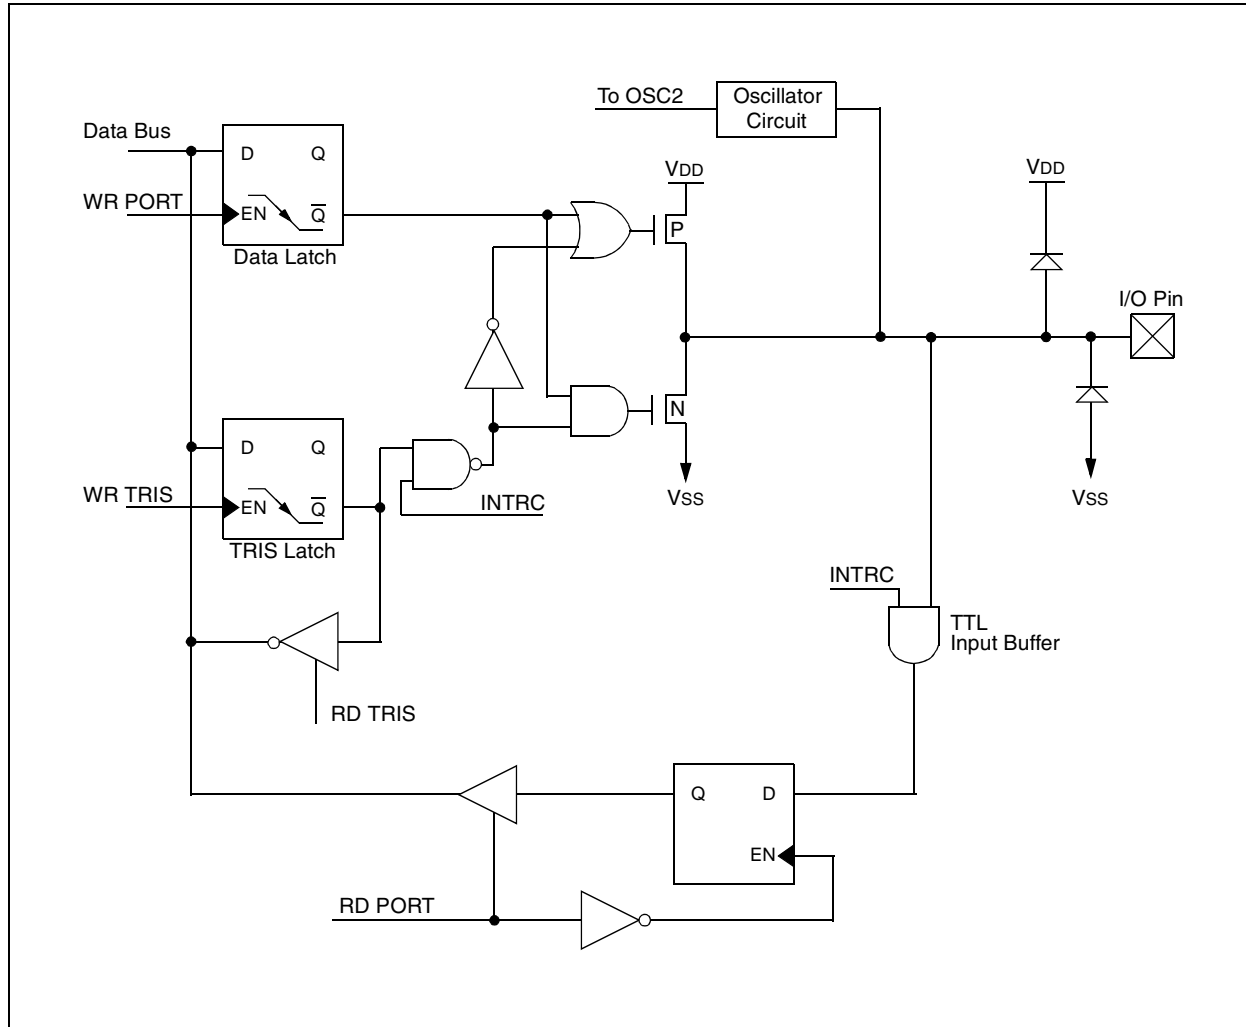 To OSC2
Oscillator
Circuit
Data Bus
D Q
VDD
VDD
WR PORT
EN Q̅
P
Data Latch
I/O Pin
N
D Q
WR TRIS
EN Q̅
INTRC
VSS
VSS
TRIS Latch
INTRC
TTL
Input Buffer
RD TRIS
Q D
EN
RD PORT